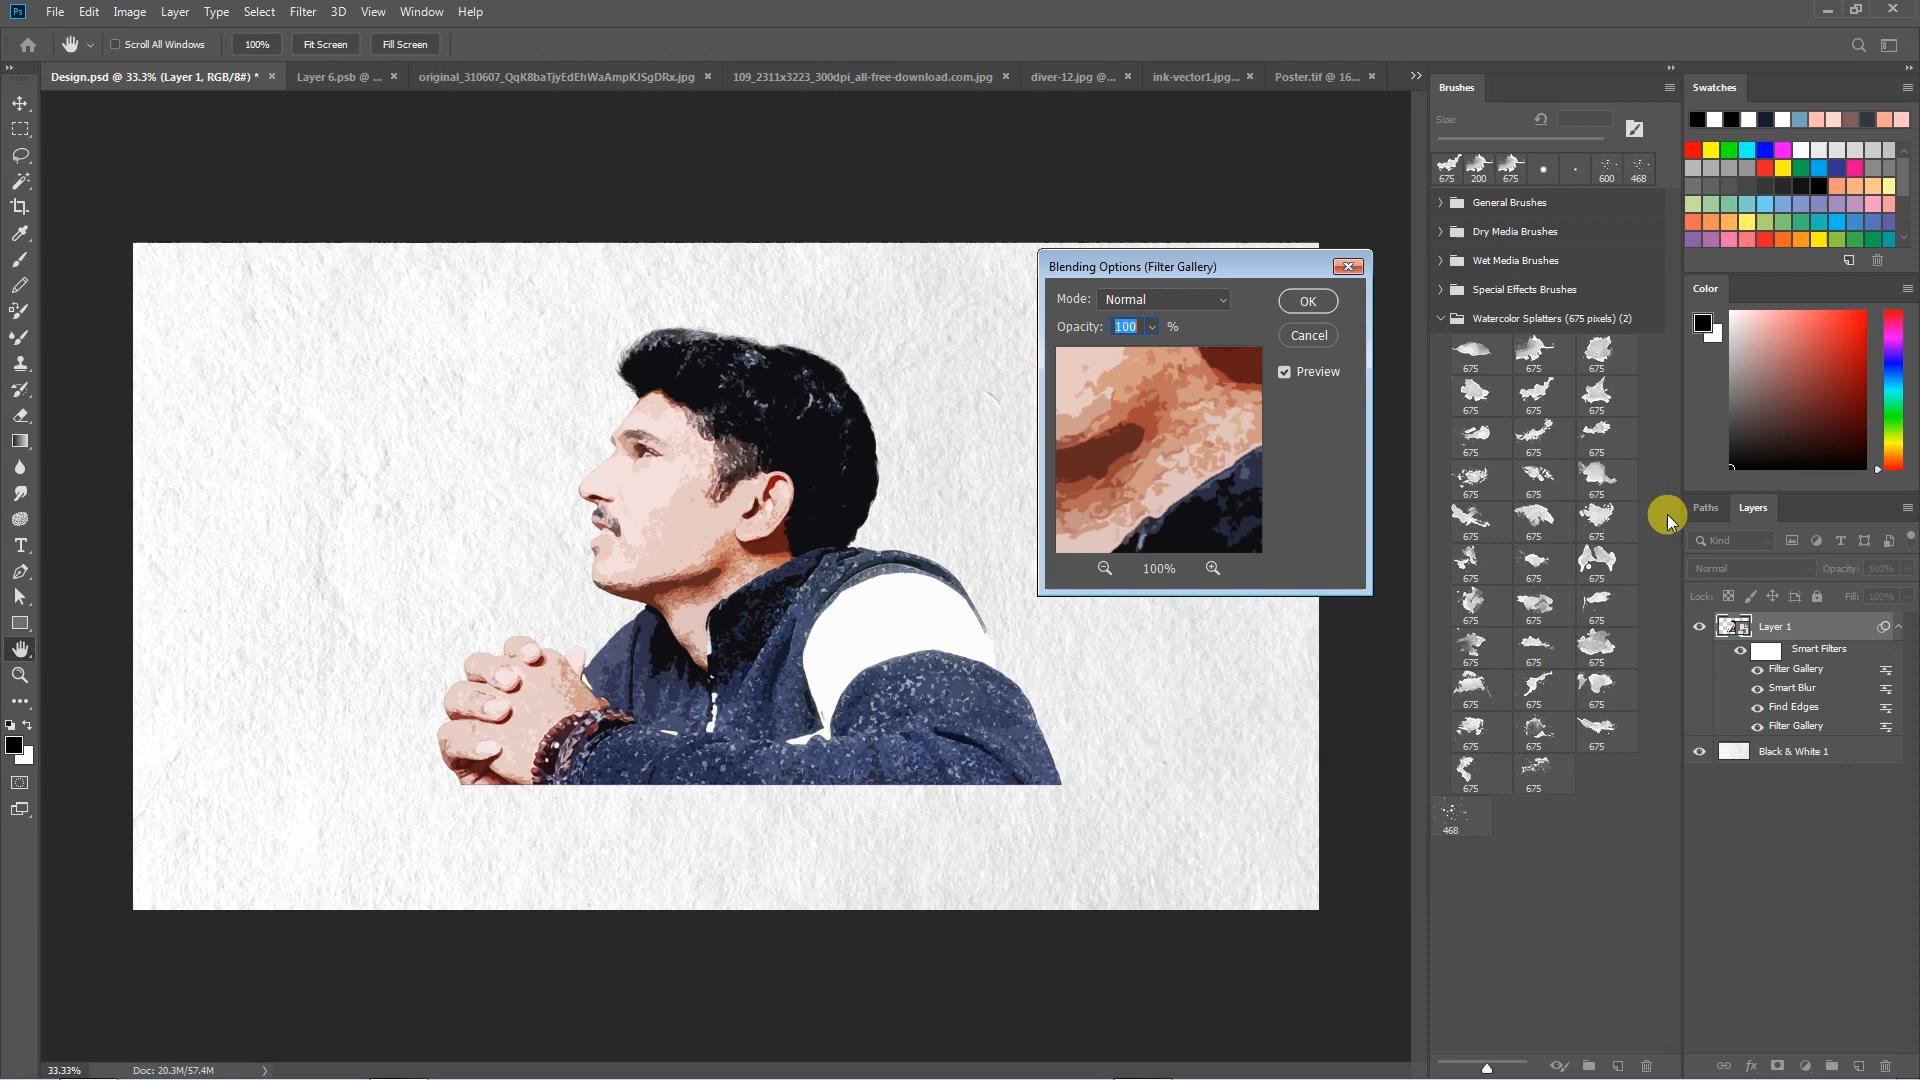 Ps File Edit Image Layer Type Select Filter 3D View Window Help
Scroll All Windows 100% Fit Screen Fill Screen
Design.psd @ 33.3% (Layer 1, RGB/8#) * Layer 6.psb @ ... original_310607_QqK8baTjyEdEhWaAmpKJSgDRx.jpg 109_2311x3223_300dpi_all-free-download.com.jpg diver-12.jpg @... ink-vector1.jpg... Poster.tif @ 16...
Brushes
Size:
675 200 675 600 468
General Brushes
Dry Media Brushes
Wet Media Brushes
Special Effects Brushes
Watercolor Splatters (675 pixels) (2)
675 675 675
675 675 675
675 675 675
675 675 675
675 675 675
675 675 675
675 675 675
675 675 675
675 675 675
675 675 675
675 675
468
Blending Options (Filter Gallery)
Mode: Normal
Opacity: 100 %
OK
Cancel
Preview
100%
Swatches
Color
Paths Layers
Kind
Normal Opacity: 100%
Lock: Fill: 100%
Layer 1
Smart Filters
Filter Gallery
Smart Blur
Find Edges
Filter Gallery
Black & White 1
33.33% Doc: 20.3M/57.4M